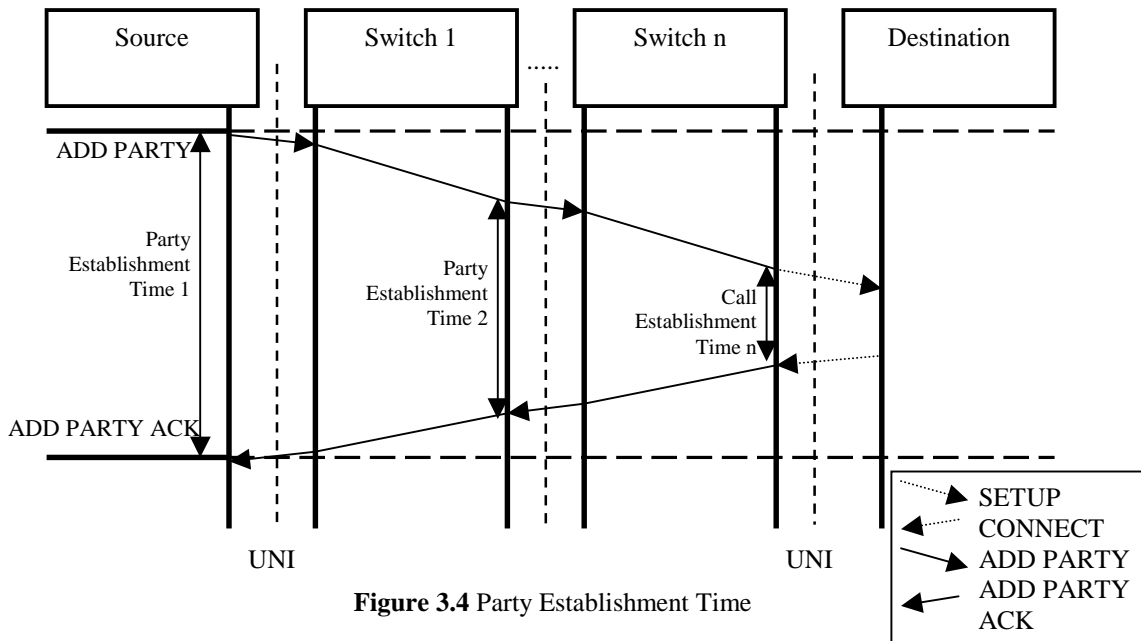 Source
Switch 1
.....
Switch n
Destination
ADD PARTY
Party
Establishment
Time 1
Party
Establishment
Time 2
Call
Establishment
Time n
ADD PARTY ACK
UNI
UNI
SETUP
CONNECT
ADD PARTY
ADD PARTY
ACK
Figure 3.4 Party Establishment Time